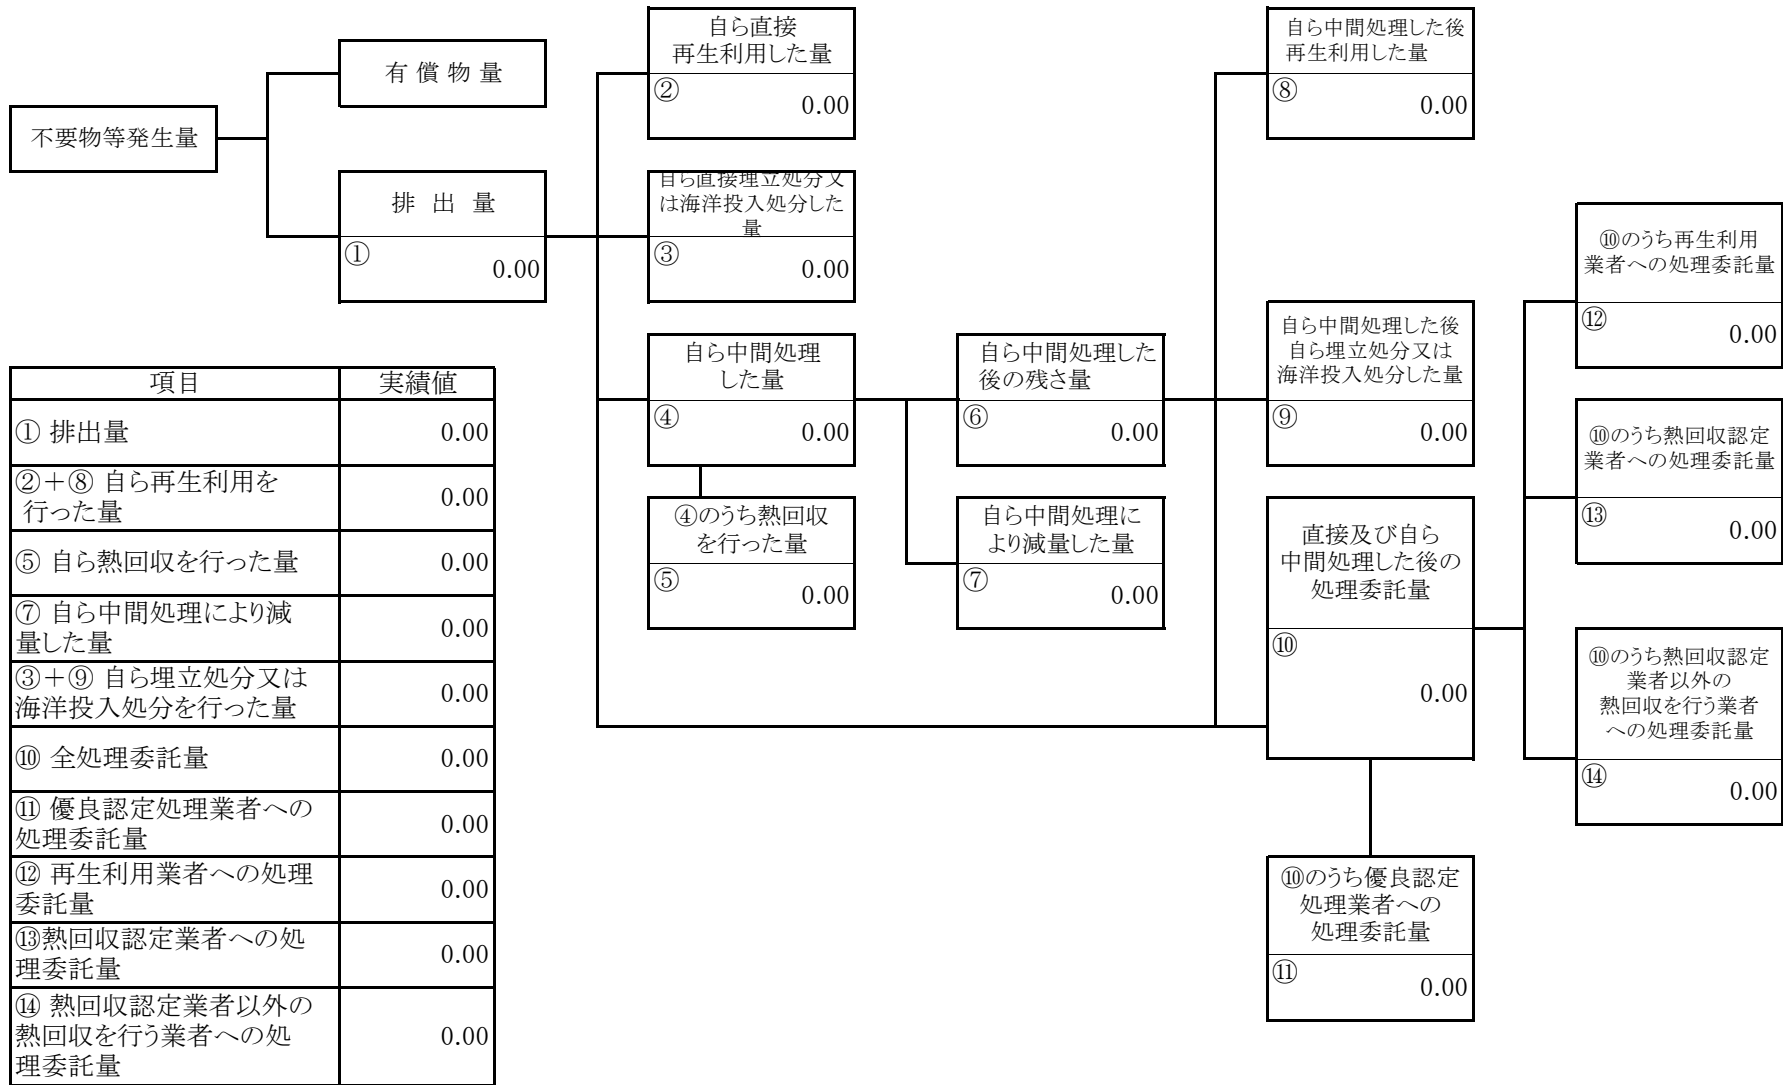 不要物等発生量
有 償 物 量
排 出 量
① 0.00
自ら直接
再生利用した量
② 0.00
自ら直接埋立処分又
は海洋投入処分した
量
③ 0.00
自ら中間処理
した量
④ 0.00
④のうち熱回収
を行った量
⑤ 0.00
自ら中間処理した
後の残さ量
⑥ 0.00
自ら中間処理に
より減量した量
⑦ 0.00
自ら中間処理した後
再生利用した量
⑧ 0.00
自ら中間処理した後
自ら埋立処分又は
海洋投入処分した量
⑨ 0.00
直接及び自ら
中間処理した後の
処理委託量
⑩
0.00
⑩のうち優良認定
処理業者への
処理委託量
⑪ 0.00
⑩のうち再生利用
業者への処理委託量
⑫ 0.00
⑩のうち熱回収認定
業者への処理委託量
⑬ 0.00
⑩のうち熱回収認定
業者以外の
熱回収を行う業者
への処理委託量
⑭ 0.00
項目 実績値
① 排出量 0.00
②+⑧ 自ら再生利用を
行った量 0.00
⑤ 自ら熱回収を行った量 0.00
⑦ 自ら中間処理により減
量した量 0.00
③+⑨ 自ら埋立処分又は
海洋投入処分を行った量 0.00
⑩ 全処理委託量 0.00
⑪ 優良認定処理業者への
処理委託量 0.00
⑫ 再生利用業者への処理
委託量 0.00
⑬熱回収認定業者への処
理委託量 0.00
⑭ 熱回収認定業者以外の
熱回収を行う業者への処
理委託量 0.00